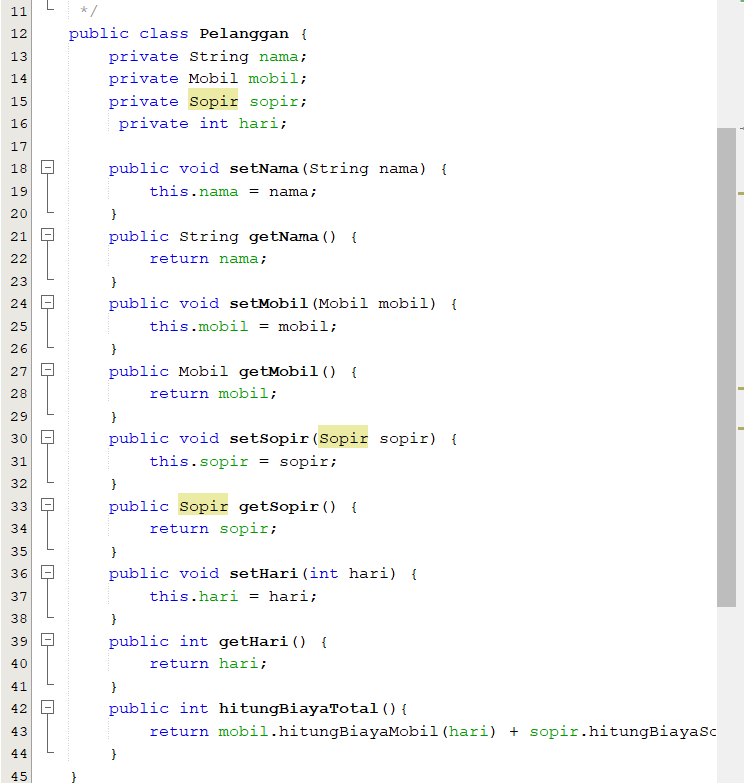 11 */
12 public class Pelanggan {
13 private String nama;
14 private Mobil mobil;
15 private Sopir sopir;
16 private int hari;
17
18 public void setNama(String nama) {
19 this.nama = nama;
20 }
21 public String getNama() {
22 return nama;
23 }
24 public void setMobil(Mobil mobil) {
25 this.mobil = mobil;
26 }
27 public Mobil getMobil() {
28 return mobil;
29 }
30 public void setSopir(Sopir sopir) {
31 this.sopir = sopir;
32 }
33 public Sopir getSopir() {
34 return sopir;
35 }
36 public void setHari(int hari) {
37 this.hari = hari;
38 }
39 public int getHari() {
40 return hari;
41 }
42 public int hitungBiayaTotal(){
43 return mobil.hitungBiayaMobil(hari) + sopir.
44 }
45 }